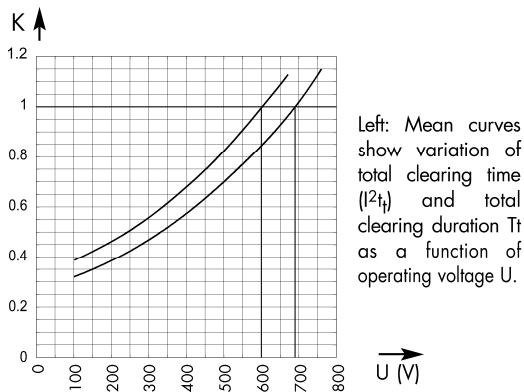 K
1.2
1
0.8
0.6
0.4
0.2
0
0 100 200 300 400 500 600 700 800
U (V)
Left: Mean curves
show variation of
total clearing time
(I²tₜ) and total
clearing duration Tt
as a function of
operating voltage U.